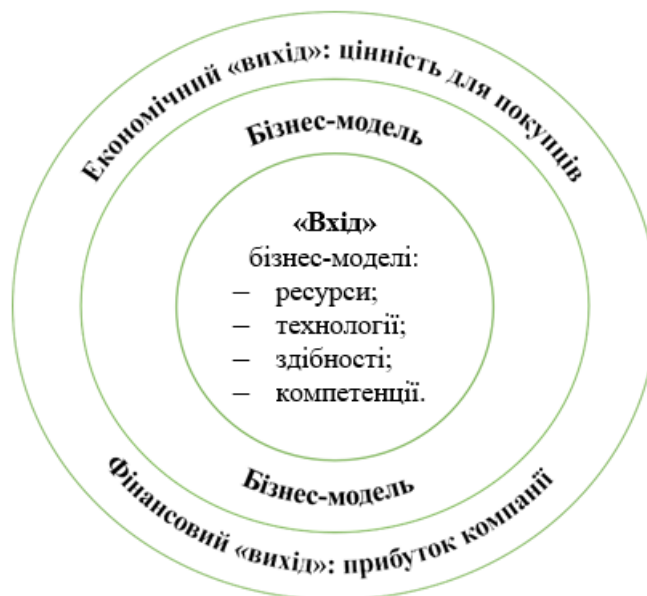 Економічний «вихід»: цінність для покупців
Бізнес-модель
«Вхід»
бізнес-моделі:
– ресурси;
– технології;
– здібності;
– компетенції.
Бізнес-модель
Фінансовий «вихід»: прибуток компанії